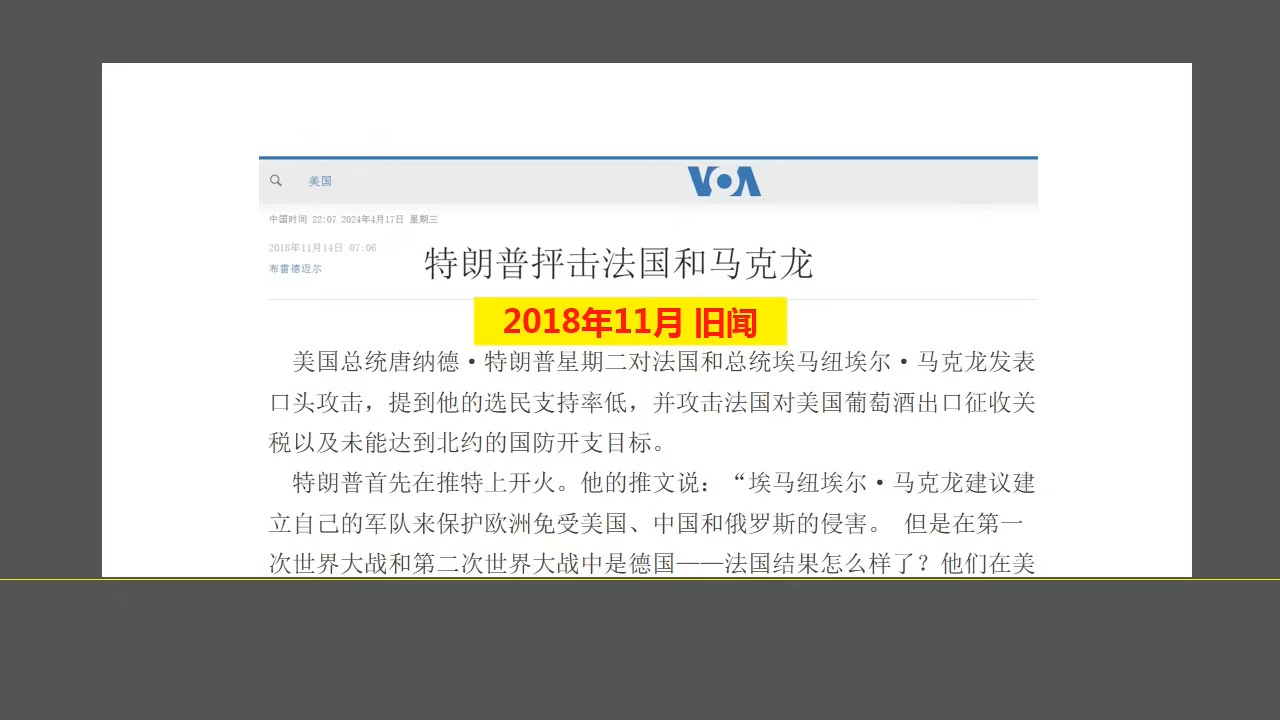 美国
VOA
中国时间 22:07 2024年4月17日 星期三
2018年11月14日 07:06
布雷德迈尔
特朗普抨击法国和马克龙
2018年11月 旧闻
美国总统唐纳德·特朗普星期二对法国和总统埃马纽埃尔·马克龙发表
口头攻击，提到他的选民支持率低，并攻击法国对美国葡萄酒出口征收关
税以及未能达到北约的国防开支目标。
特朗普首先在推特上开火。他的推文说：“埃马纽埃尔·马克龙建议建
立自己的军队来保护欧洲免受美国、中国和俄罗斯的侵害。 但是在第一
次世界大战和第二次世界大战中是德国——法国结果怎么样了？他们在美